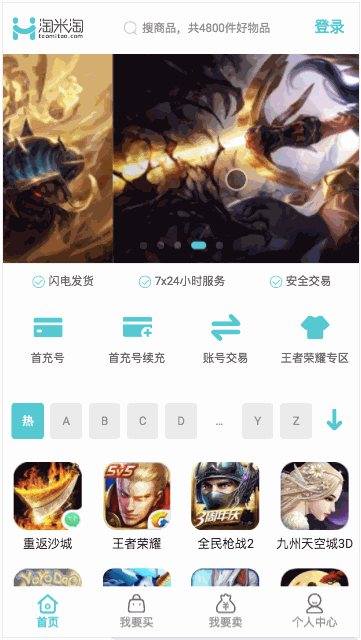 淘米淘
taomitao.com
搜商品，共4800件好物品
登录
闪电发货
7x24小时服务
安全交易
首充号
首充号续充
账号交易
王者荣耀专区
热 A B C D ... Y Z
5V5
3周年庆
重返沙城
王者荣耀
全民枪战2
九州天空城3D
首页
我要买
我要卖
个人中心